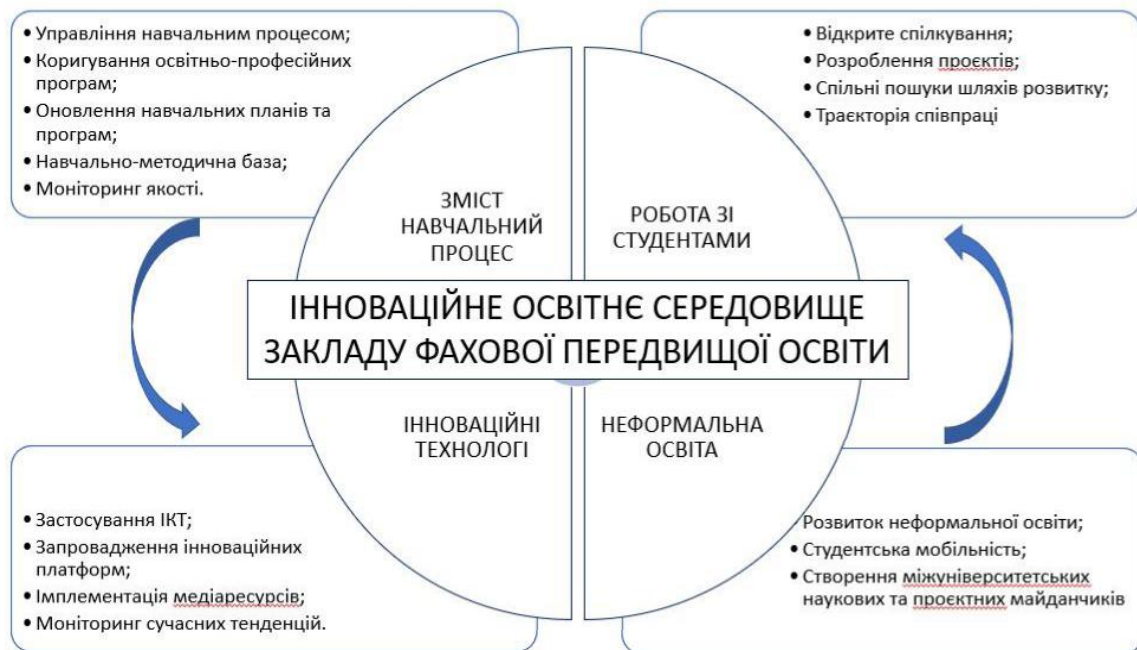 • Управління навчальним процесом;
• Коригування освітньо-професійних
програм;
• Оновлення навчальних планів та
програм;
• Навчально-методична база;
• Моніторинг якості.
• Відкрите спілкування;
• Розроблення проєктів;
• Спільні пошуки шляхів розвитку;
• Траєкторія співпраці
ЗМІСТ
НАВЧАЛЬНИЙ
ПРОЦЕС
РОБОТА ЗІ
СТУДЕНТАМИ
ІННОВАЦІЙНЕ ОСВІТНЄ СЕРЕДОВИЩЕ
ЗАКЛАДУ ФАХОВОЇ ПЕРЕДВИЩОЇ ОСВІТИ
ІННОВАЦІЙНІ
ТЕХНОЛОГІ
НЕФОРМАЛЬНА
ОСВІТА
• Застосування ІКТ;
• Запровадження інноваційних
платформ;
• Імплементація медіаресурсів;
• Моніторинг сучасних тенденцій.
• Розвиток неформальної освіти;
• Студентська мобільність;
• Створення міжуніверситетських
наукових та проєктних майданчиків